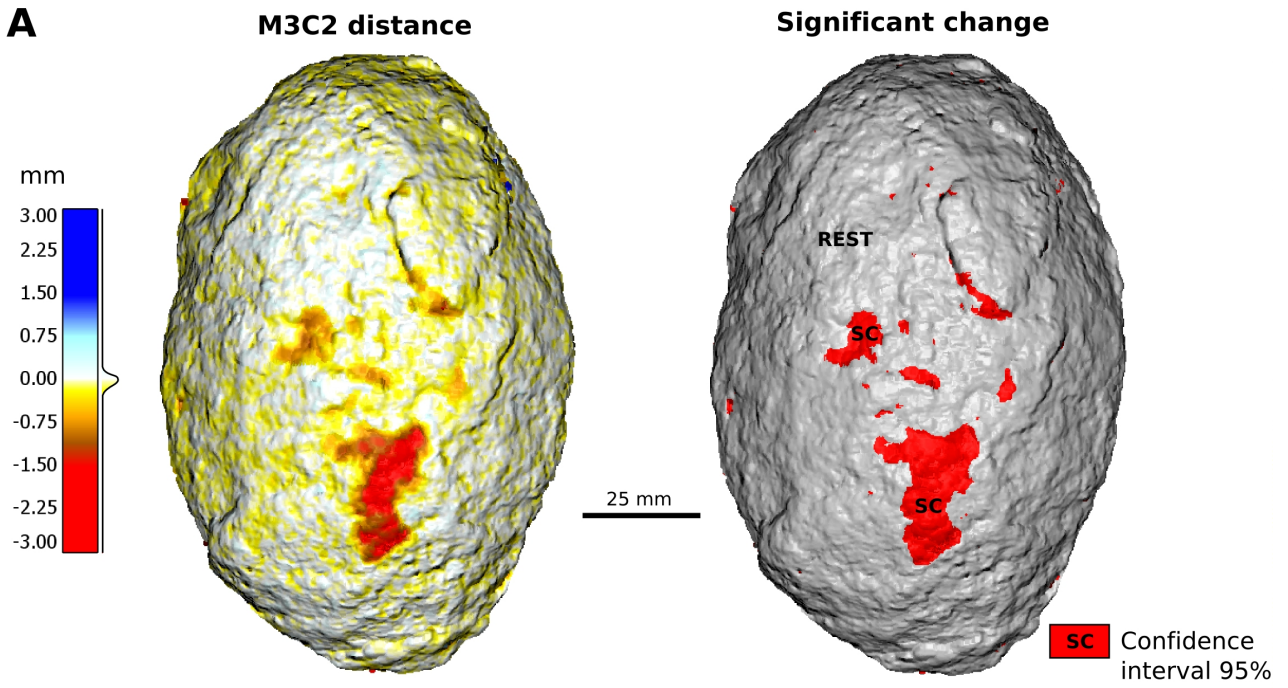 A
M3C2 distance
Significant change
mm
3.00
2.25
1.50
0.75
0.00
-0.75
-1.50
-2.25
-3.00
25 mm
REST
SC
SC
SC
Confidence
interval 95%